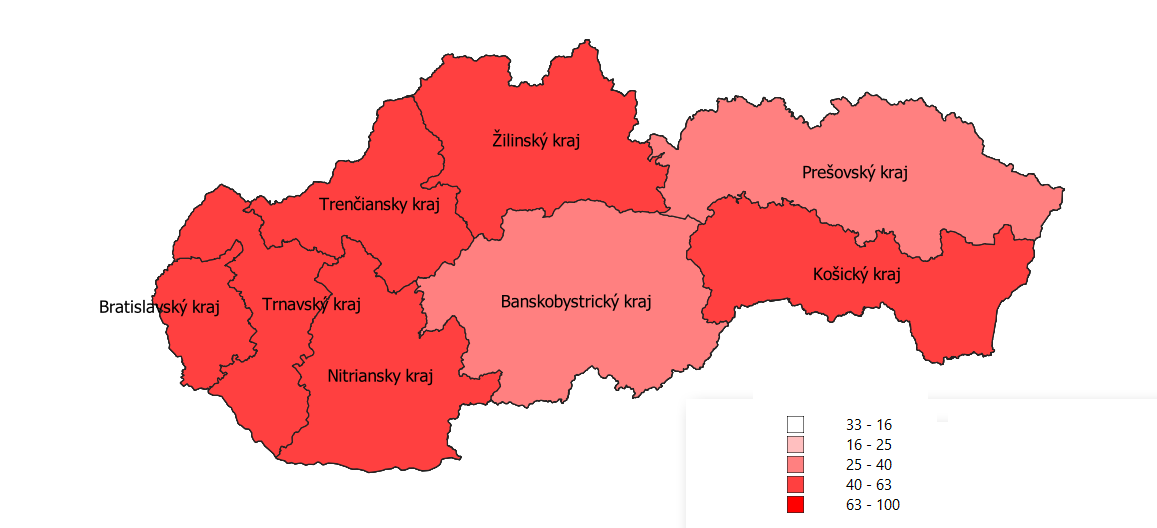 Žilinský kraj
Prešovský kraj
Trenčiansky kraj
Košický kraj
Bratislavský kraj
Trnavský kraj
Banskobystrický kraj
Nitriansky kraj
33 - 16
16 - 25
25 - 40
40 - 63
63 - 100